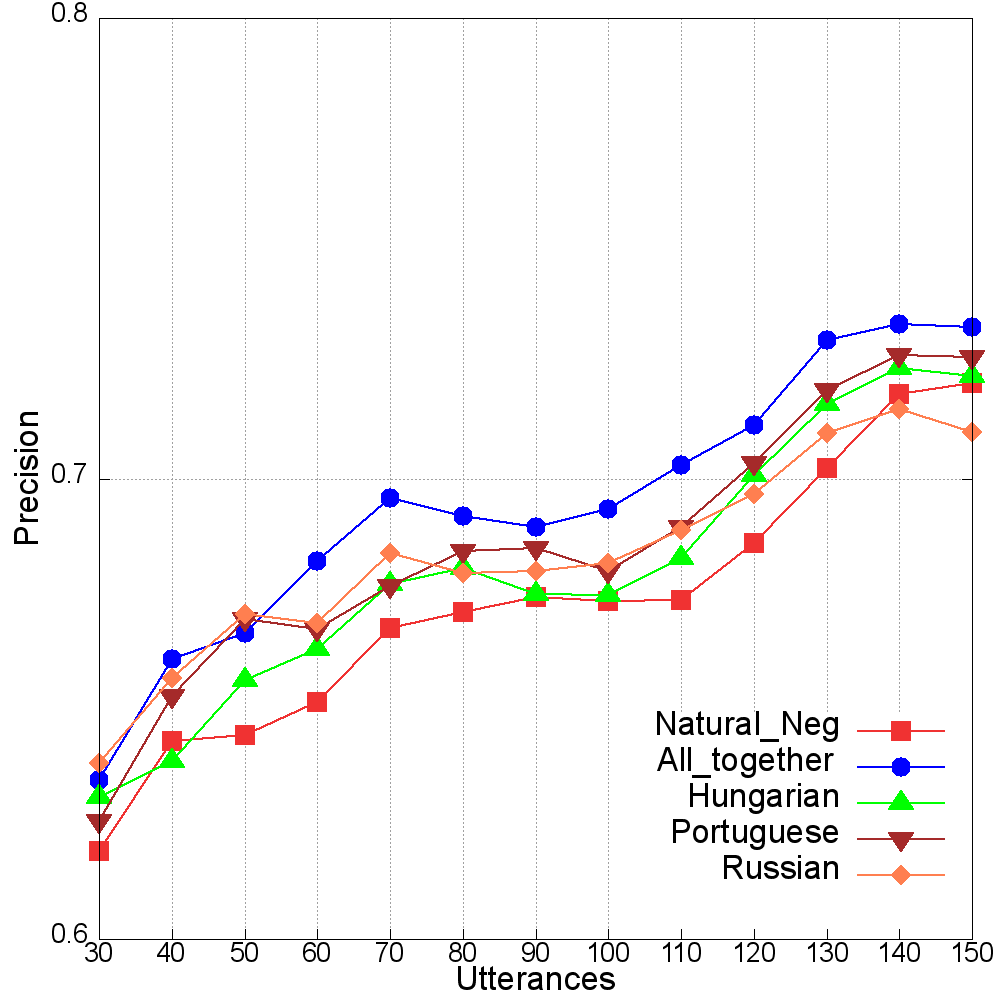 0.8
0.7
0.6
Precision
Natural_Neg
All_together
Hungarian
Portuguese
Russian
30 40 50 60 70 80 90 100 110 120 130 140 150
Utterances